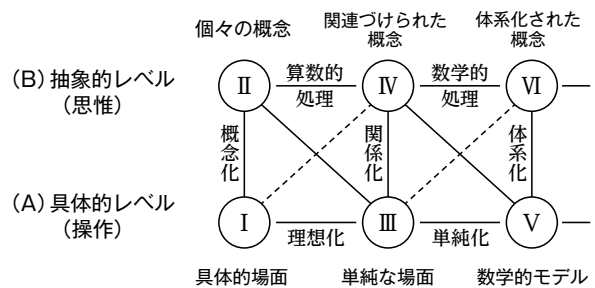 個々の概念
関連づけられた
概念
体系化された
概念
(B) 抽象的レベル
(思惟)
Ⅱ
算数的
処理
Ⅳ
数学的
処理
Ⅵ
概念化
関係化
体系化
(A) 具体的レベル
(操作)
Ⅰ
理想化
Ⅲ
単純化
Ⅴ
具体的場面
単純な場面
数学的モデル